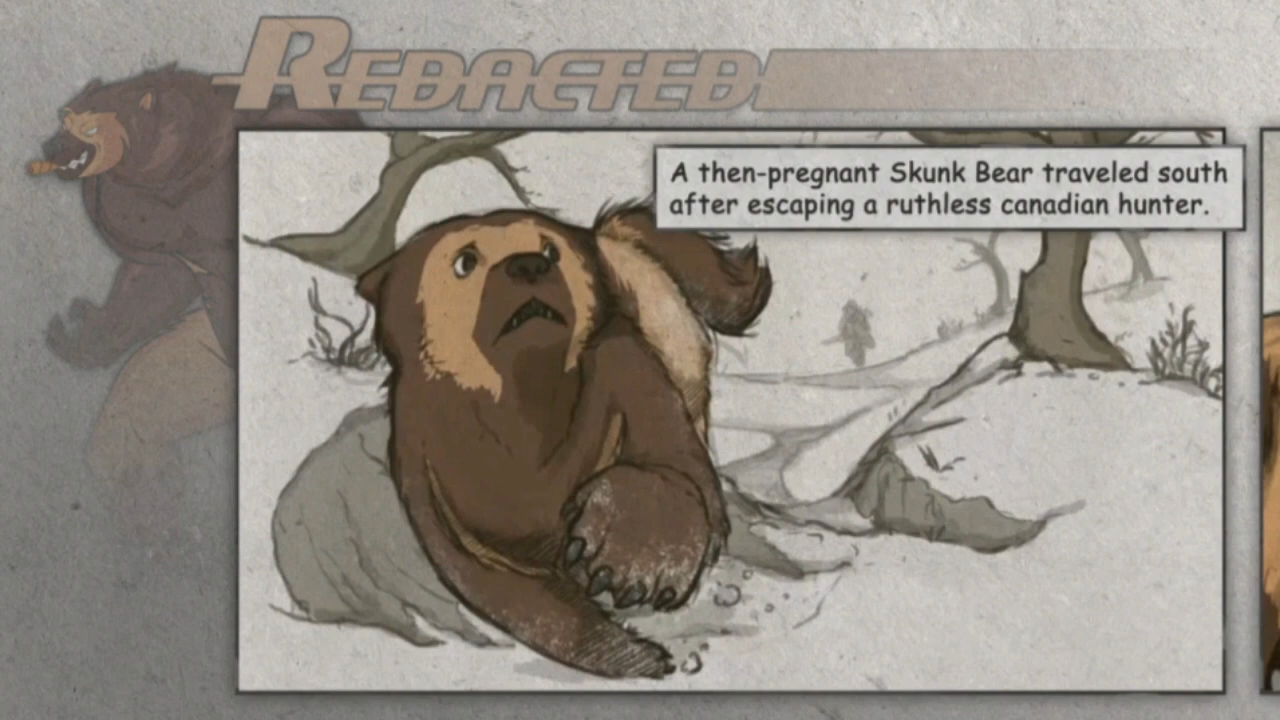 REDACTED
A then-pregnant Skunk Bear traveled south
after escaping a ruthless canadian hunter.